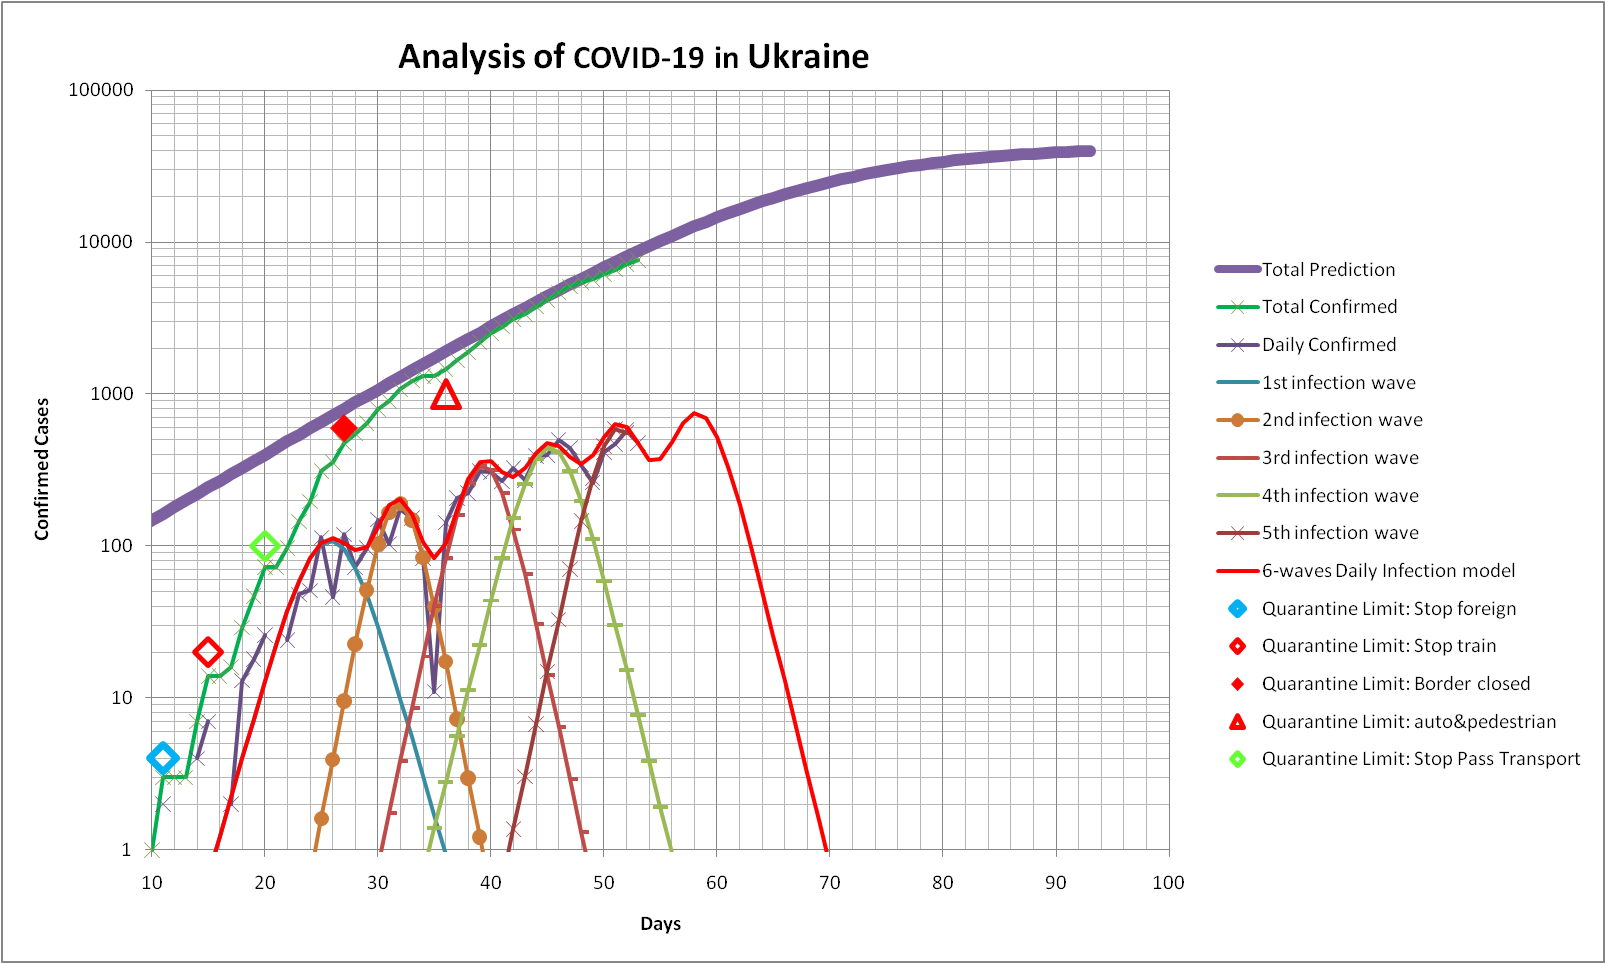 Analysis of COVID-19 in Ukraine
100000
10000
1000
100
10
1
Confirmed Cases
10 20 30 40 50 60 70 80 90 100
Days
Total Prediction
Total Confirmed
Daily Confirmed
1st infection wave
2nd infection wave
3rd infection wave
4th infection wave
5th infection wave
6-waves Daily Infection model
Quarantine Limit: Stop foreign
Quarantine Limit: Stop train
Quarantine Limit: Border closed
Quarantine Limit: auto&pedestrian
Quarantine Limit: Stop Pass Transport